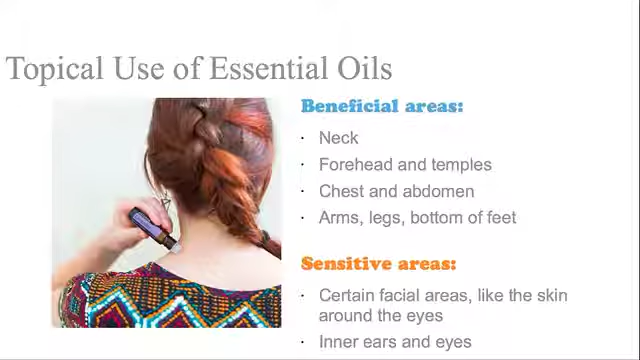 Topical Use of Essential Oils
Beneficial areas:
· Neck
· Forehead and temples
· Chest and abdomen
· Arms, legs, bottom of feet
Sensitive areas:
· Certain facial areas, like the skin
around the eyes
· Inner ears and eyes